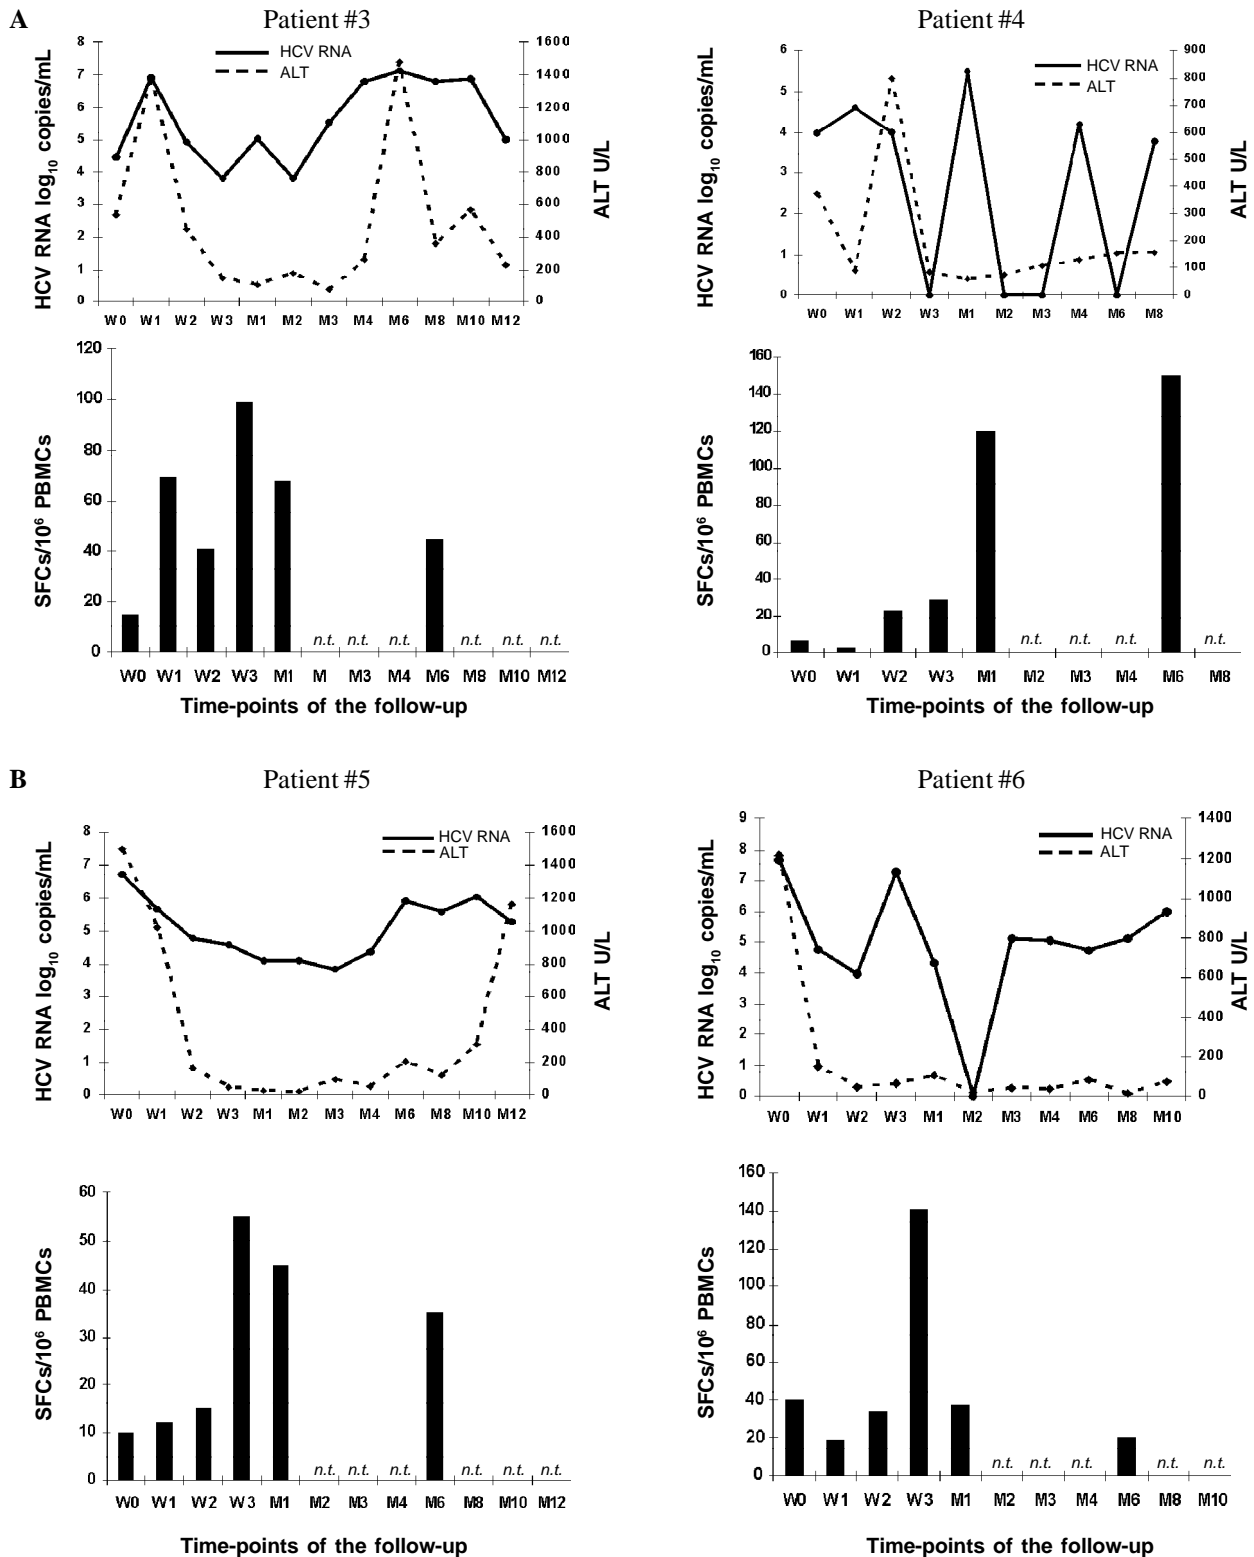 A
Patient #3
HCV RNA log10 copies/mL
8
7
6
5
4
3
2
1
0
HCV RNA
ALT
1600
1400
1200
1000
800
600
400
200
0
ALT U/L
W0 W1 W2 W3 M1 M2 M3 M4 M6 M8 M10 M12
SFCs/10⁶ PBMCs
120
100
80
60
40
20
0
n.t. n.t. n.t. n.t. n.t. n.t.
W0 W1 W2 W3 M1 M M3 M4 M6 M8 M10 M12
Time-points of the follow-up
Patient #4
HCV RNA log10 copies/mL
6
5
4
3
2
1
0
HCV RNA
ALT
900
800
700
600
500
400
300
200
100
0
ALT U/L
W0 W1 W2 W3 M1 M2 M3 M4 M6 M8
SFCs/10⁶ PBMCs
160
140
120
100
80
60
40
20
0
n.t. n.t. n.t. n.t.
W0 W1 W2 W3 M1 M2 M3 M4 M6 M8
Time-points of the follow-up
B
Patient #5
HCV RNA log10 copies/mL
8
7
6
5
4
3
2
1
0
HCV RNA
ALT
1600
1400
1200
1000
800
600
400
200
0
ALT U/L
W0 W1 W2 W3 M1 M2 M3 M4 M6 M8 M10 M12
SFCs/10⁶ PBMCs
60
50
40
30
20
10
0
n.t. n.t. n.t. n.t. n.t. n.t.
W0 W1 W2 W3 M1 M2 M3 M4 M6 M8 M10 M12
Time-points of the follow-up
Patient #6
HCV RNA log10 copies/mL
9
8
7
6
5
4
3
2
1
0
HCV RNA
ALT
1400
1200
1000
800
600
400
200
0
ALT U/L
W0 W1 W2 W3 M1 M2 M3 M4 M6 M8 M10
SFCs/10⁶ PBMCs
160
140
120
100
80
60
40
20
0
n.t. n.t. n.t. n.t. n.t.
W0 W1 W2 W3 M1 M2 M3 M4 M6 M8 M10
Time-points of the follow-up